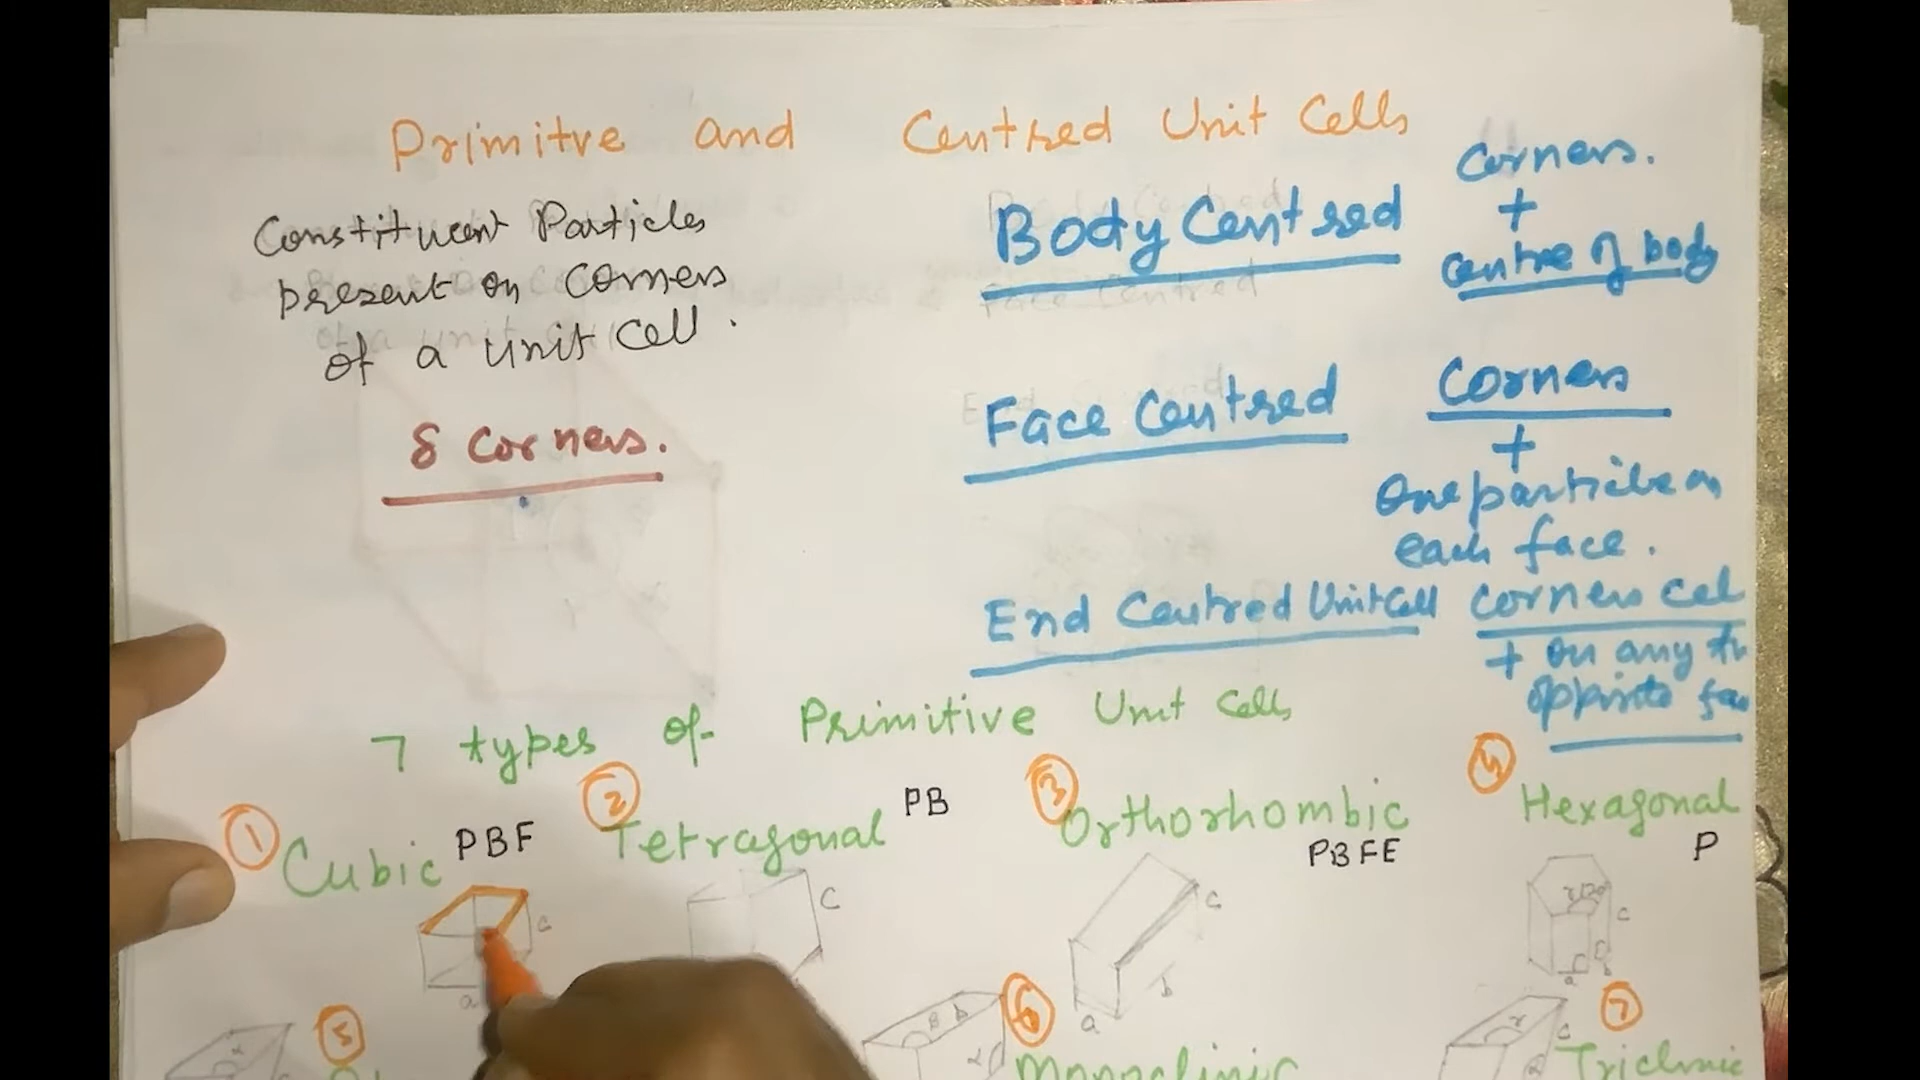 Primitve and Centred Unit Cells
Constituent Particles
present on Corners
of a Unit Cell.
8 Corners.
Body Centred
Corners.
+
centre of body
Face Centred
Corners
+
One particle on
each face.
End Centred Unit Cell
corners
+ on any
opposite
7 types of Primitive Unit Cells
1 Cubic PBF
c
a
2 Tetragonal PB
C
3 Orthorhombic
PBFE
c
b
a
4 Hexagonal
P
c
a
5
b
6 Monoclinic
7 Triclinic
c